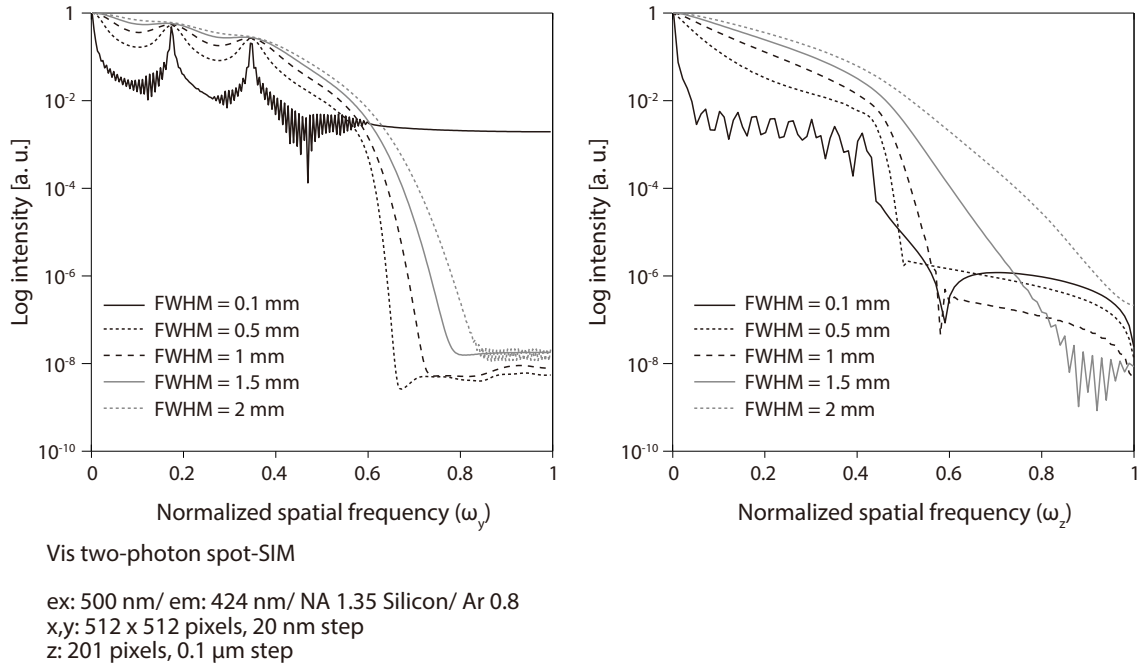 1
10-2
10-4
10-6
10-8
10-10
Log intensity [a. u.]
FWHM = 0.1 mm
FWHM = 0.5 mm
FWHM = 1 mm
FWHM = 1.5 mm
FWHM = 2 mm
0 0.2 0.4 0.6 0.8 1
Normalized spatial frequency (ωy)
1
10-2
10-4
10-6
10-8
10-10
Log intensity [a. u.]
FWHM = 0.1 mm
FWHM = 0.5 mm
FWHM = 1 mm
FWHM = 1.5 mm
FWHM = 2 mm
0 0.2 0.4 0.6 0.8 1
Normalized spatial frequency (ωz)
Vis two-photon spot-SIM
ex: 500 nm/ em: 424 nm/ NA 1.35 Silicon/ Ar 0.8
x,y: 512 x 512 pixels, 20 nm step
z: 201 pixels, 0.1 μm step